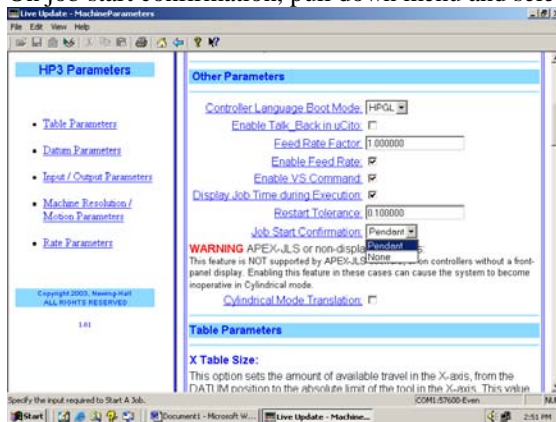 Live Update - MachineParameters
File Edit View Help
HP3 Parameters
Table Parameters
Datum Parameters
Input / Output Parameters
Machine Resolution /
Motion Parameters
Rate Parameters
Copyright 2003, Newing-Hall
ALL RIGHTS RESERVED
1.01
Other Parameters
Controller Language Boot Mode: HPGL
Enable Talk_Back in uCito:
Feed Rate Factor: 1.000000
Enable Feed Rate:
Enable VS Command:
Display Job Time during Execution:
Restart Tolerance: 0.100000
Job Start Confirmation: Pendant
Pendant
None
WARNING APEX-JLS or non-displa
This feature is NOT supported by APEX-JLS on controllers without a front-
panel display. Enabling this feature in these cases can cause the system to become
inoperative in Cylindrical mode.
Cylindrical Mode Translation:
Table Parameters
X Table Size:
This option sets the amount of available travel in the X-axis, from the
DATUM position to the absolute limit of the tool in the X-axis. This value
Specify the input required to Start A Job.
COM1:57600-Even
Start
Document1 - Microsoft W...
Live Update - Machine...
2:51 PM